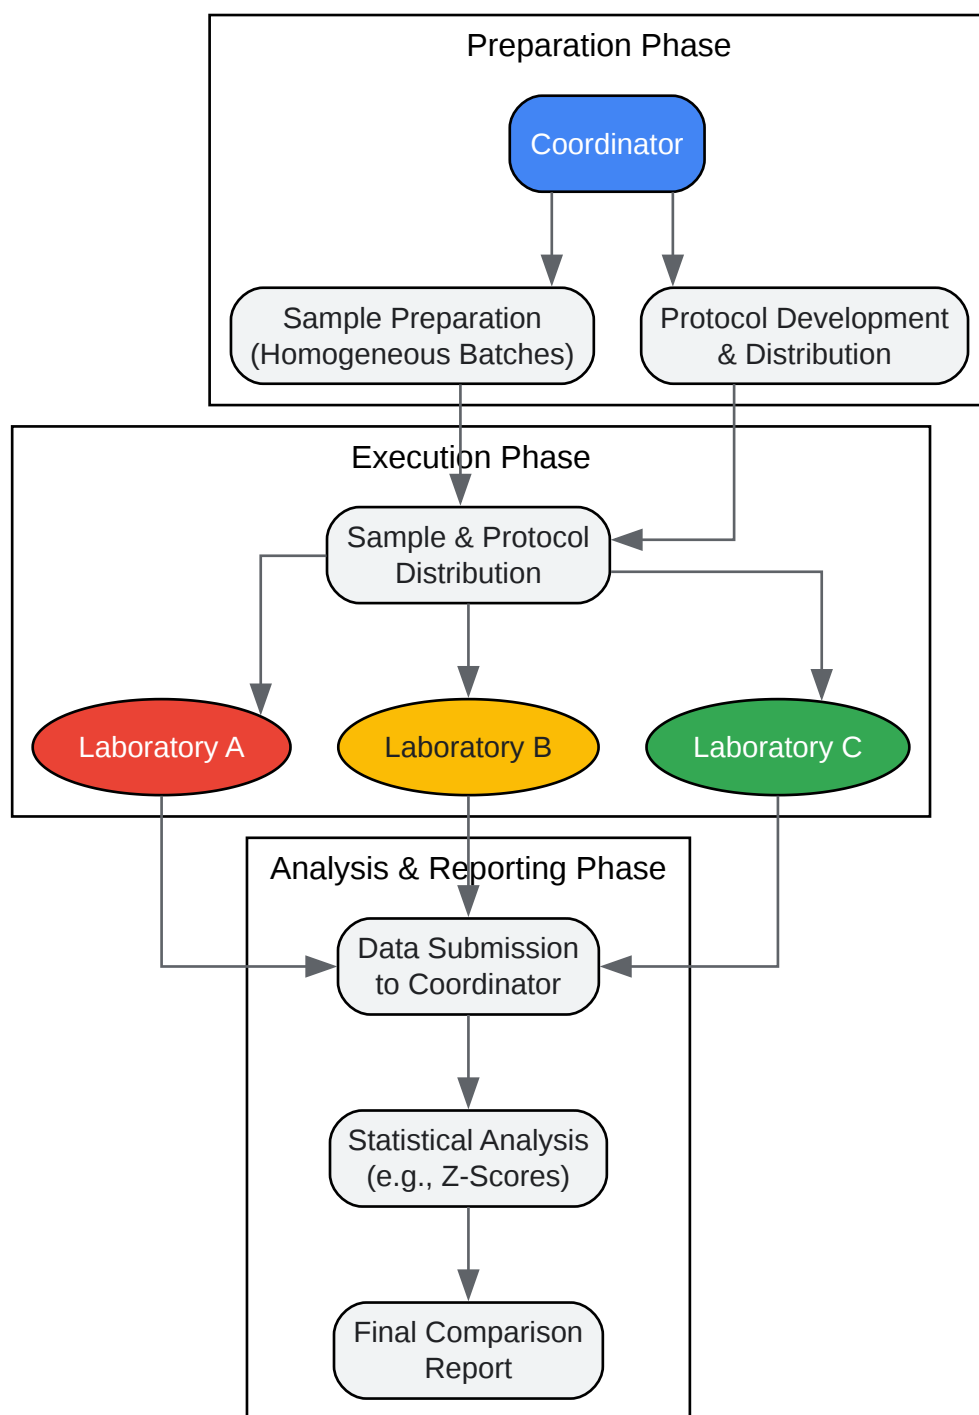 Preparation Phase
Coordinator
Sample Preparation
(Homogeneous Batches)
Protocol Development
& Distribution
Execution Phase
Sample & Protocol
Distribution
Laboratory A
Laboratory B
Laboratory C
Analysis & Reporting Phase
Data Submission
to Coordinator
Statistical Analysis
(e.g., Z-Scores)
Final Comparison
Report